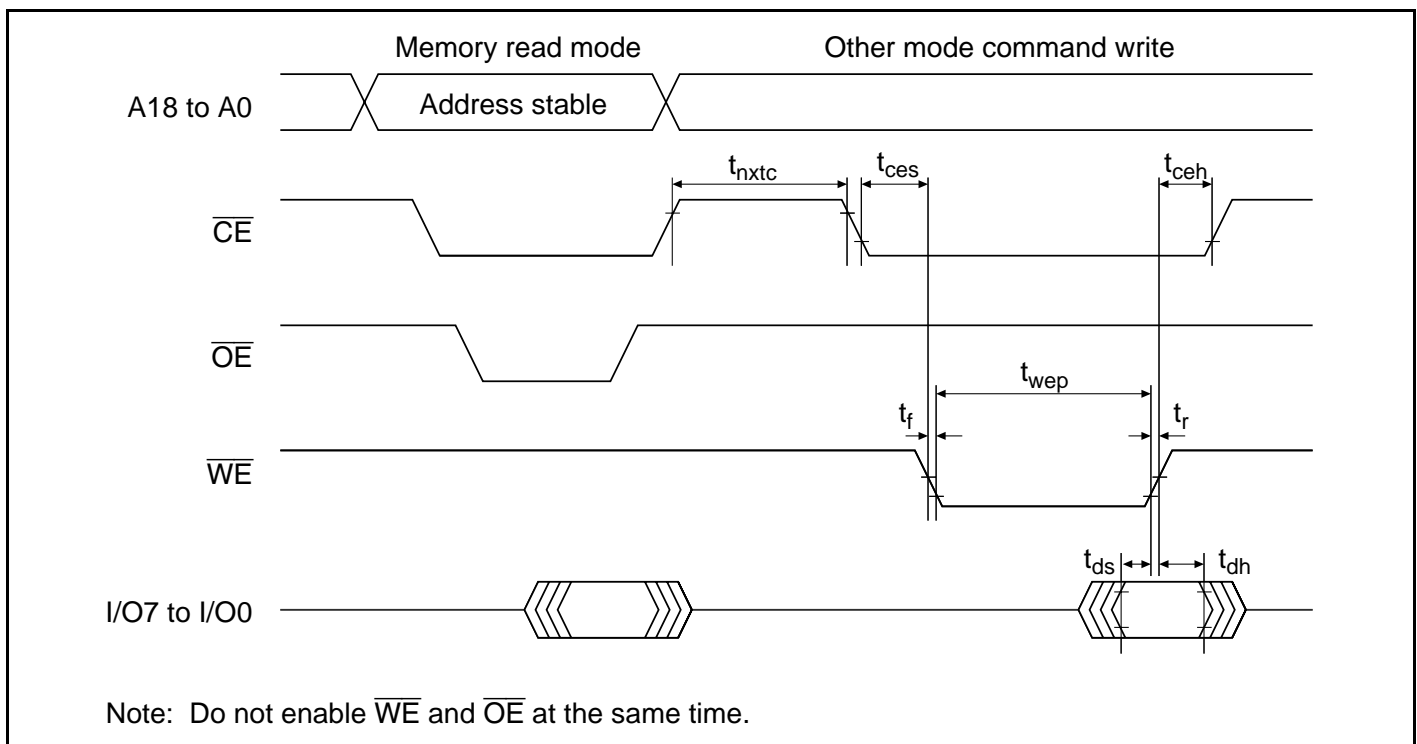 Memory read mode
Other mode command write
A18 to A0
Address stable
tnxtc
tces
tceh
CE
OE
twep
tf
tr
WE
tds
tdh
I/O7 to I/O0
Note: Do not enable WE and OE at the same time.